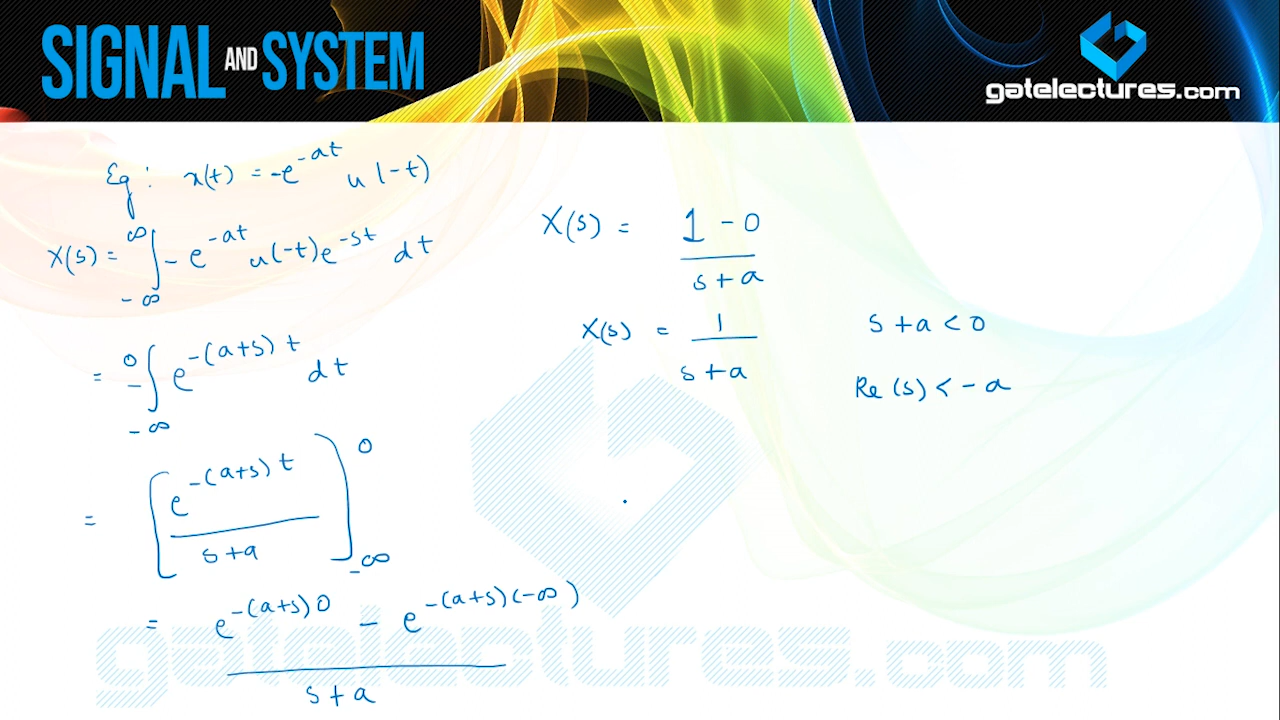 SIGNAL AND SYSTEM
gatelectures.com
Eg : x(t) = -e^{-at} u(-t)
X(s) = ∫_{-∞}^{∞} - e^{-at} u(-t) e^{-st} dt
= -∫_{-∞}^{0} e^{-(a+s)t} dt
= [e^{-(a+s)t} / s+a]_{-∞}^{0}
= e^{-(a+s)0} - e^{-(a+s)(-∞)} / s+a
X(s) = 1 - 0 / s+a
X(s) = 1 / s+a
s + a < 0
Re(s) < -a
gatelectures.com